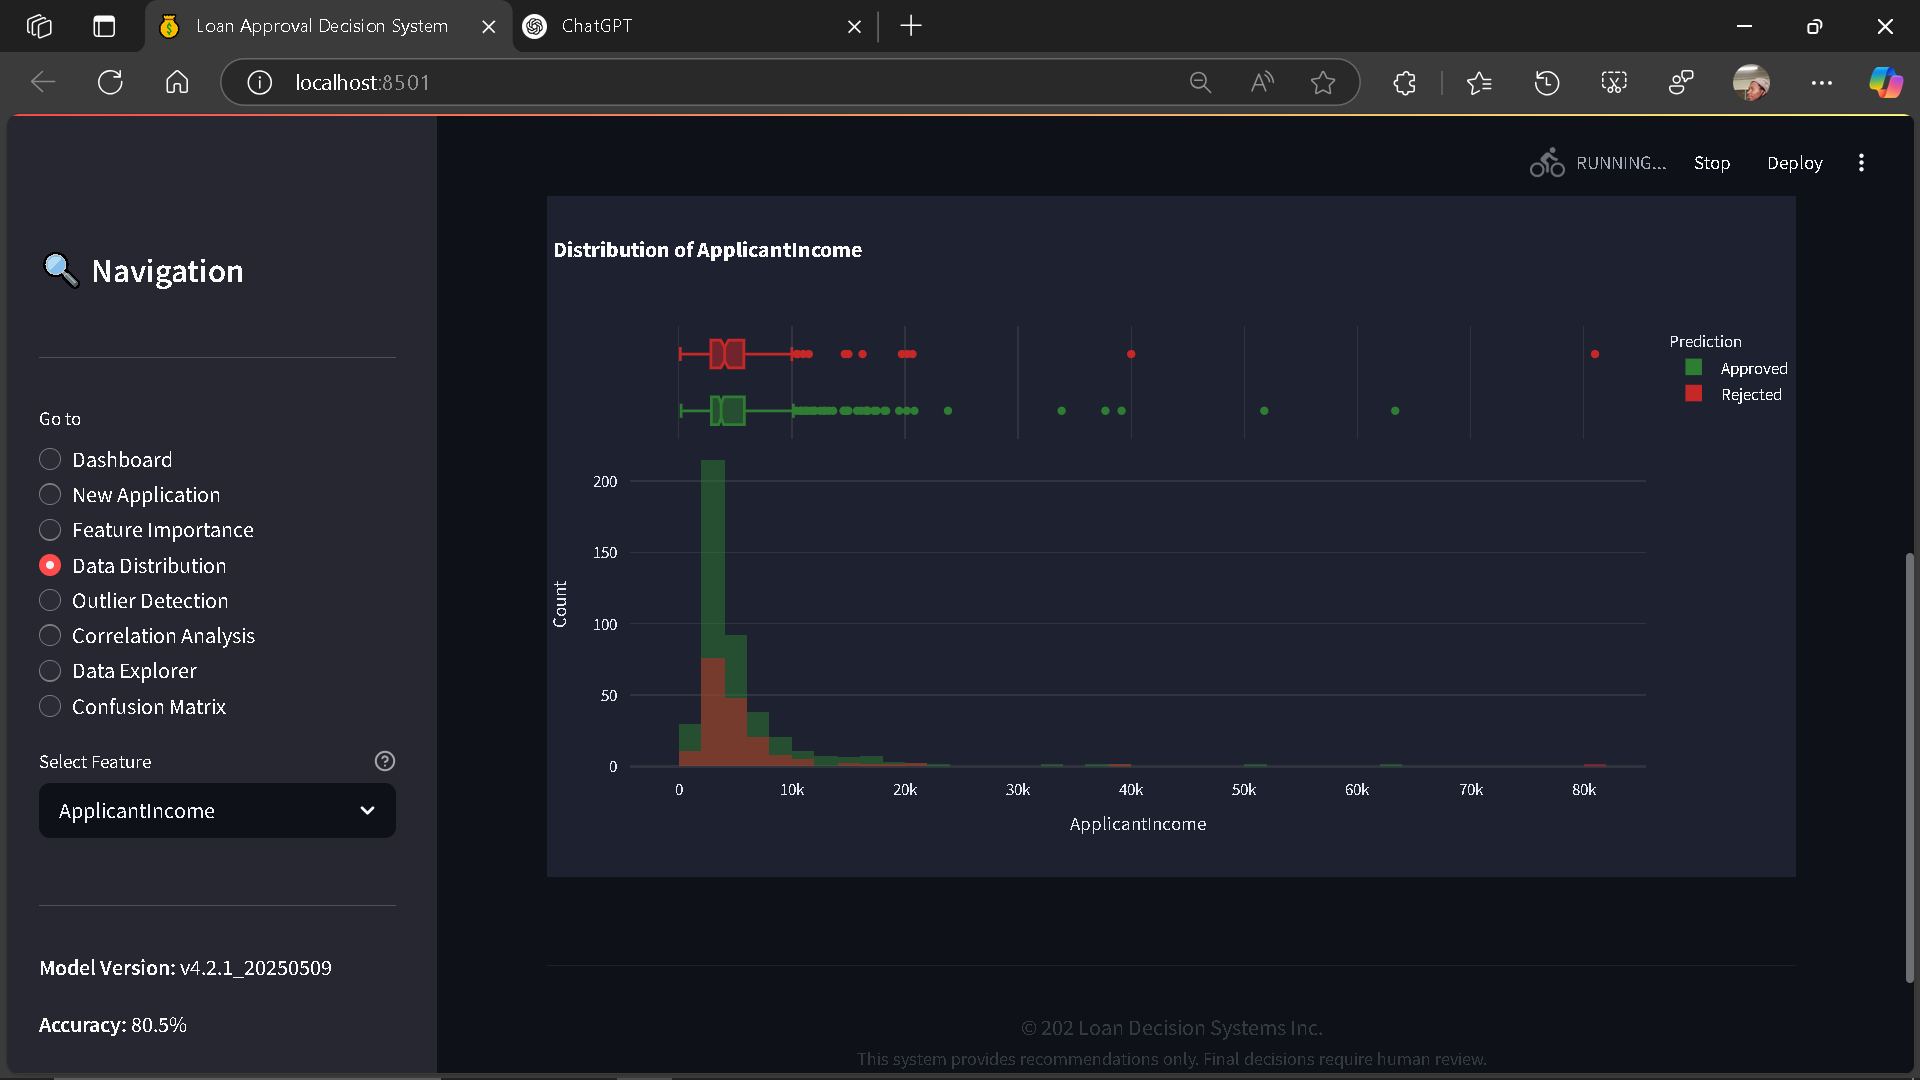 Loan Approval Decision System
ChatGPT
localhost:8501
RUNNING...
Stop
Deploy
Navigation
Go to
Dashboard
New Application
Feature Importance
Data Distribution
Outlier Detection
Correlation Analysis
Data Explorer
Confusion Matrix
Select Feature
ApplicantIncome
Model Version: v4.2.1_20250509
Accuracy: 80.5%
Distribution of ApplicantIncome
Prediction
Approved
Rejected
200
150
100
50
0
Count
0 10k 20k 30k 40k 50k 60k 70k 80k
ApplicantIncome
© 202 Loan Decision Systems Inc.
This system provides recommendations only. Final decisions require human review.